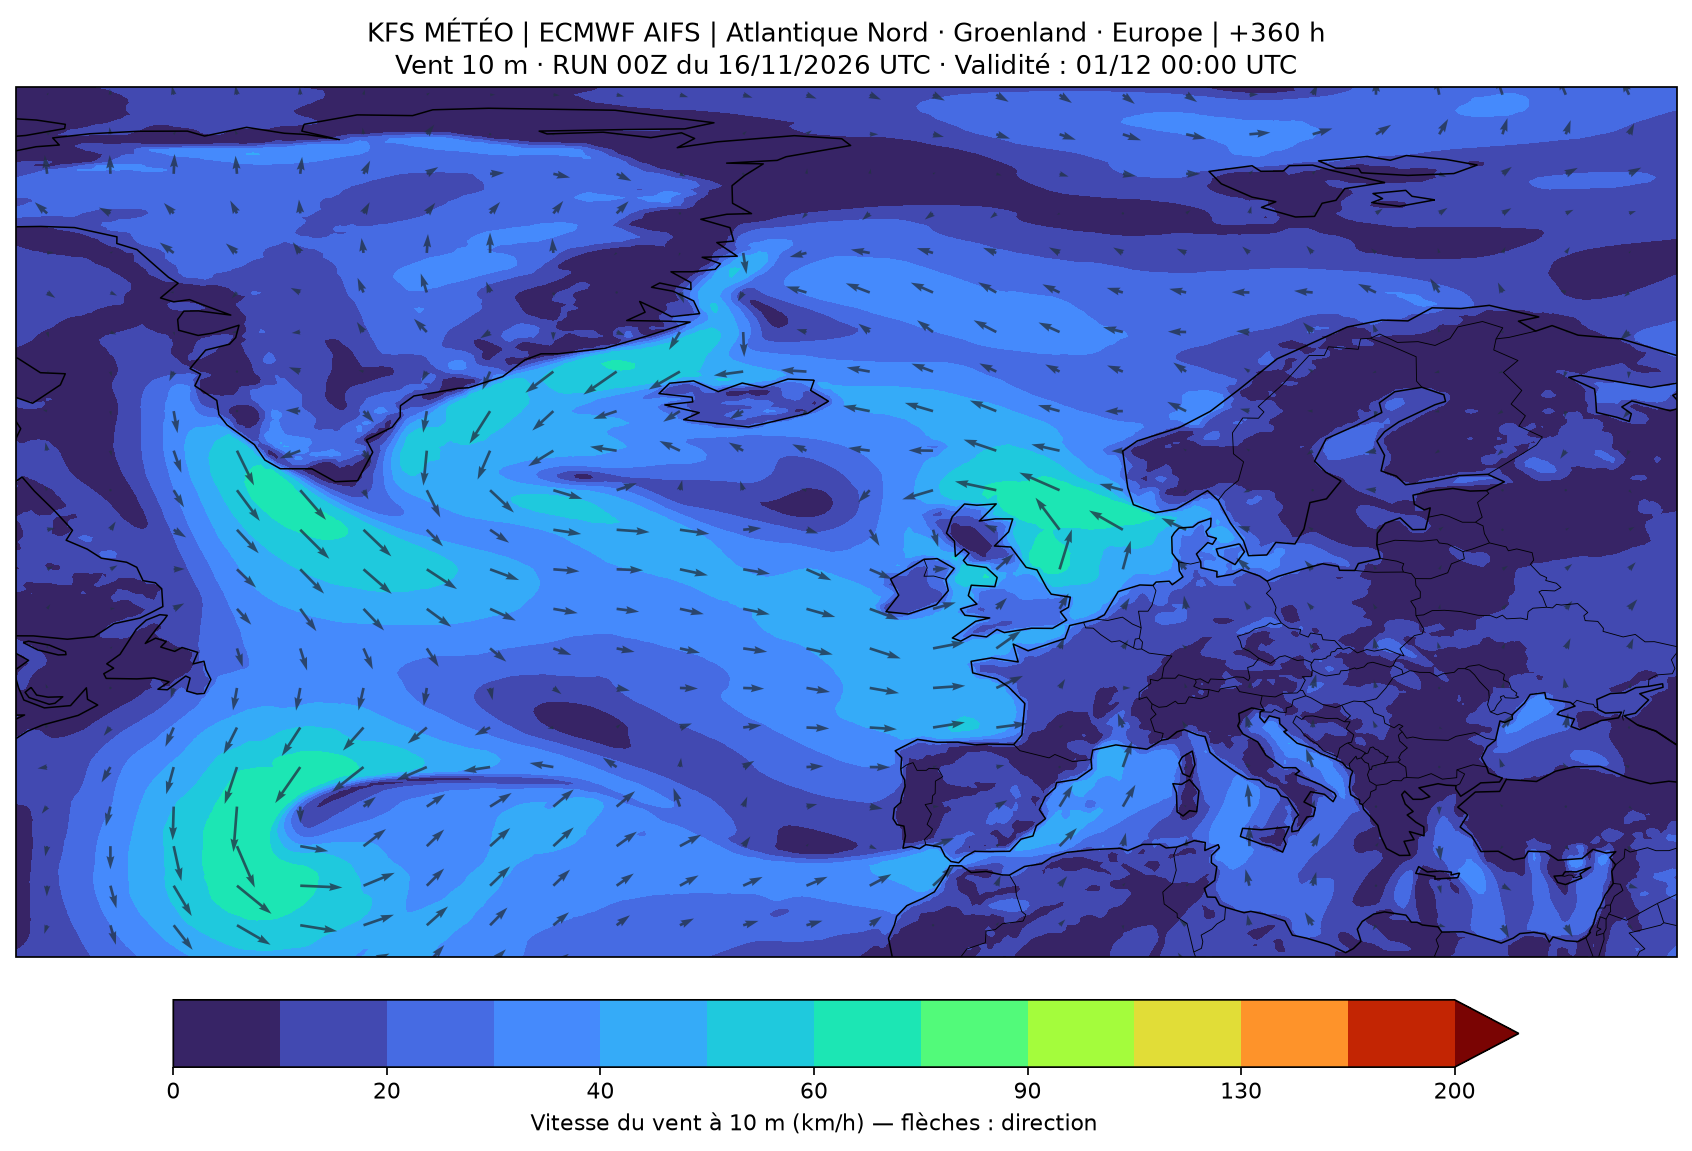 KFS MÉTÉO | ECMWF AIFS | Atlantique Nord · Groenland · Europe | +360 h
Vent 10 m · RUN 00Z du 16/11/2026 UTC · Validité : 01/12 00:00 UTC
0 20 40 60 90 130 200
Vitesse du vent à 10 m (km/h) — flèches : direction